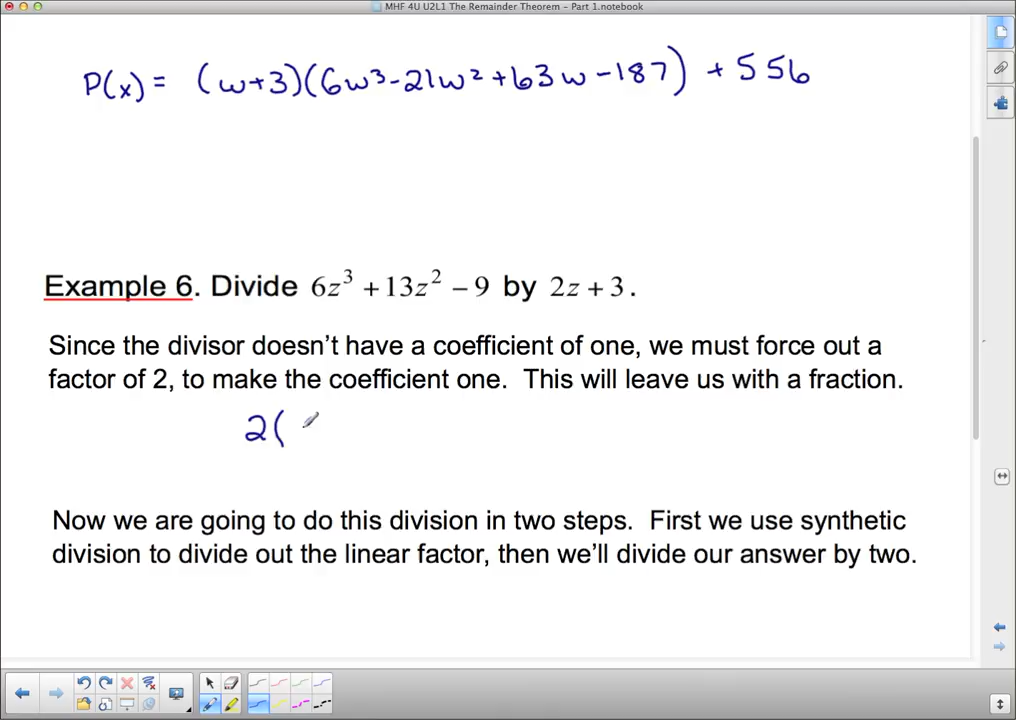 MHF 4U U2L1 The Remainder Theorem - Part 1.notebook
P(x) = (w+3)(6w³-21w²+63w-187) + 556
Example 6. Divide 6z³ + 13z² − 9 by 2z + 3.
Since the divisor doesn't have a coefficient of one, we must force out a
factor of 2, to make the coefficient one. This will leave us with a fraction.
2(
Now we are going to do this division in two steps. First we use synthetic
division to divide out the linear factor, then we'll divide our answer by two.